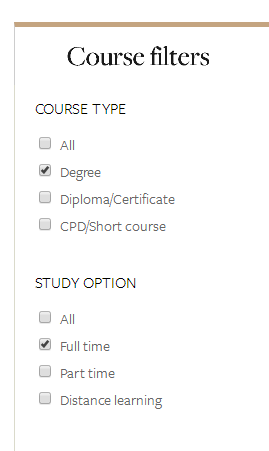 Course filters
COURSE TYPE
All
Degree
Diploma/Certificate
CPD/Short course
STUDY OPTION
All
Full time
Part time
Distance learning